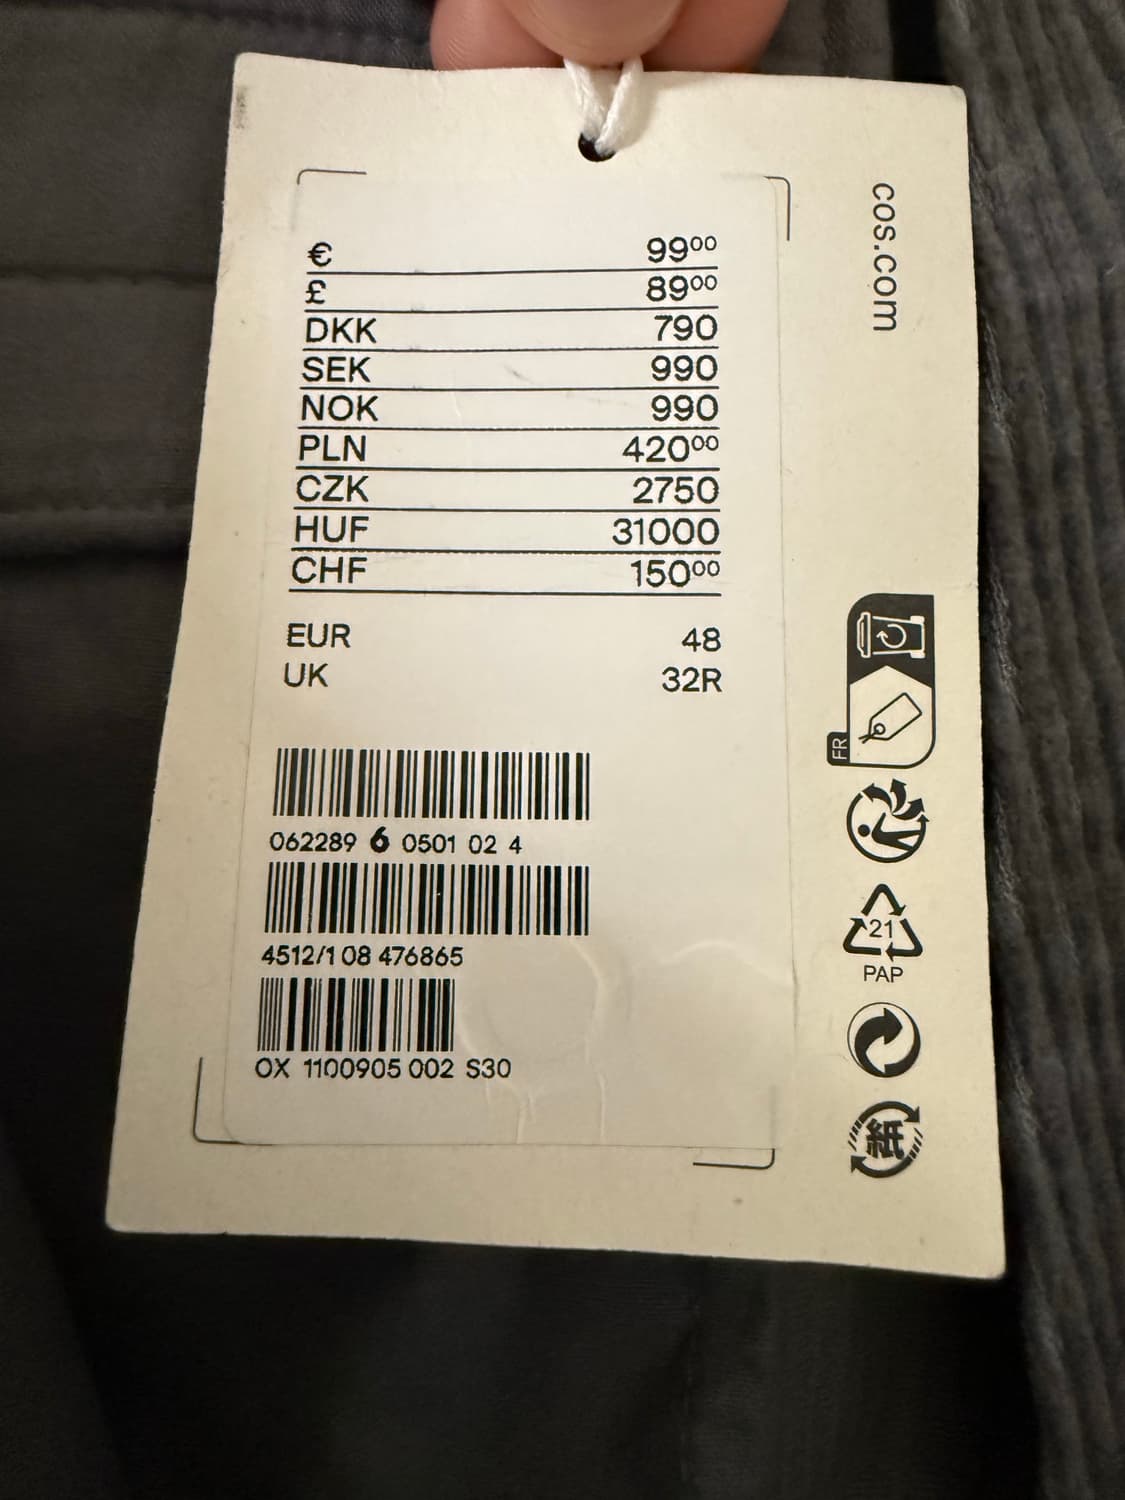 € 99⁰⁰
£ 89⁰⁰
DKK 790
SEK 990
NOK 990
PLN 420⁰⁰
CZK 2750
HUF 31000
CHF 150⁰⁰
EUR 48
UK 32R
062289 6 0501 02 4
4512/1 08 476865
OX 1100905 002 S30
cos.com
FR
21
PAP
紙